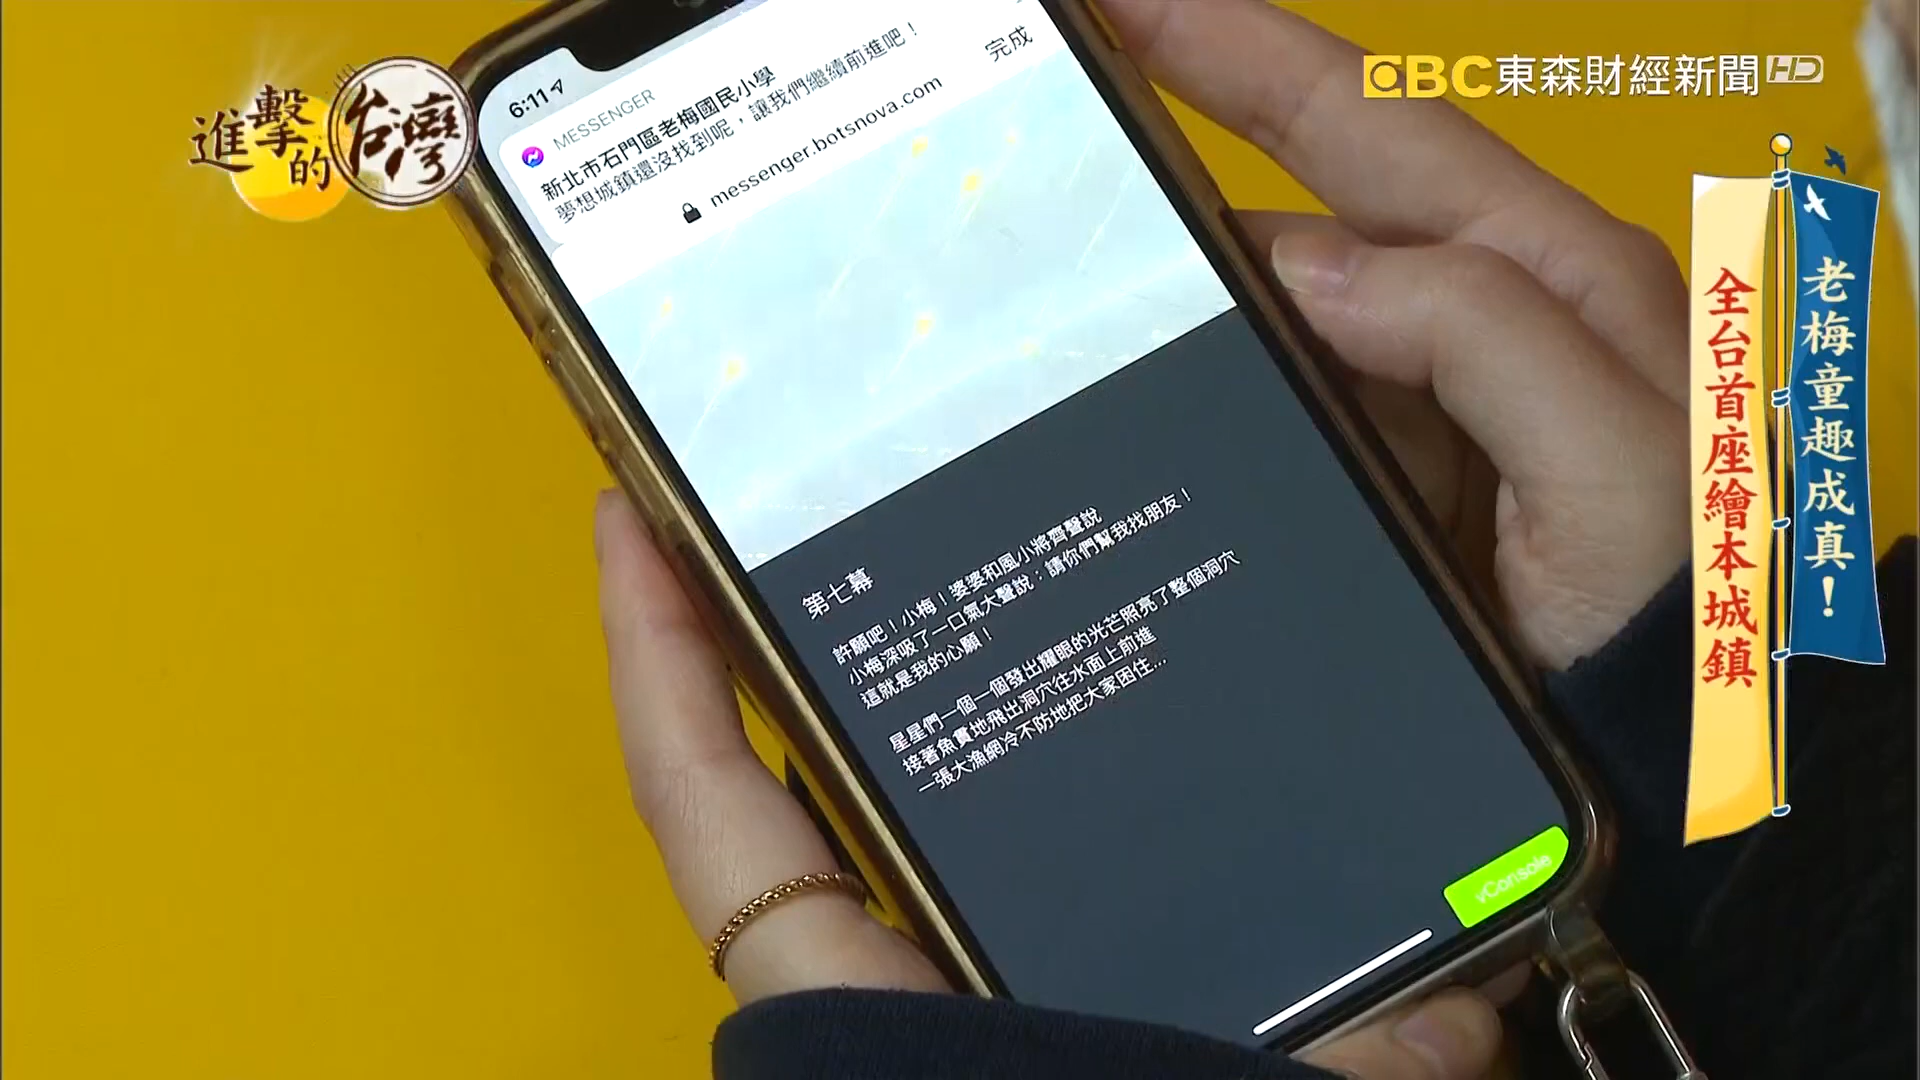 進擊的台灣
EBC東森財經新聞HD
老梅童趣成真！
全台首座繪本城鎮
6:11
MESSENGER
新北市石門區老梅國民小學
夢想城鎮還沒找到呢，讓我們繼續前進吧！
完成
messenger.botsnova.com
第七幕
許願吧！小梅！婆婆和風小將齊聲說
小梅深吸了一口氣大聲說：請你們幫我找朋友！
這就是我的心願！
星星們一個一個發出耀眼的光芒照亮了整個洞穴
接著魚貫地飛出洞穴往水面上前進
一張大漁網冷不防地把大家困住...
vConsole